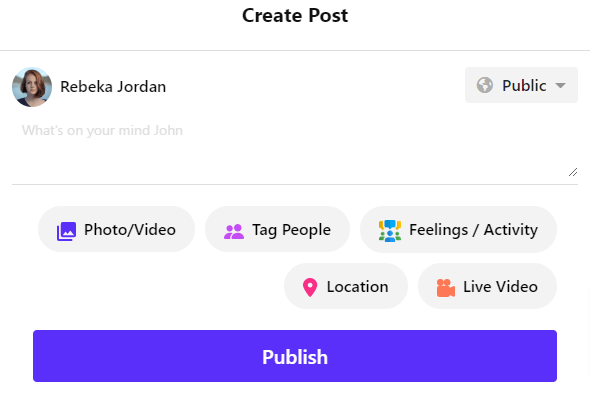 Create Post
Rebeka Jordan
Public
What's on your mind John
Photo/Video
Tag People
Feelings / Activity
Location
Live Video
Publish